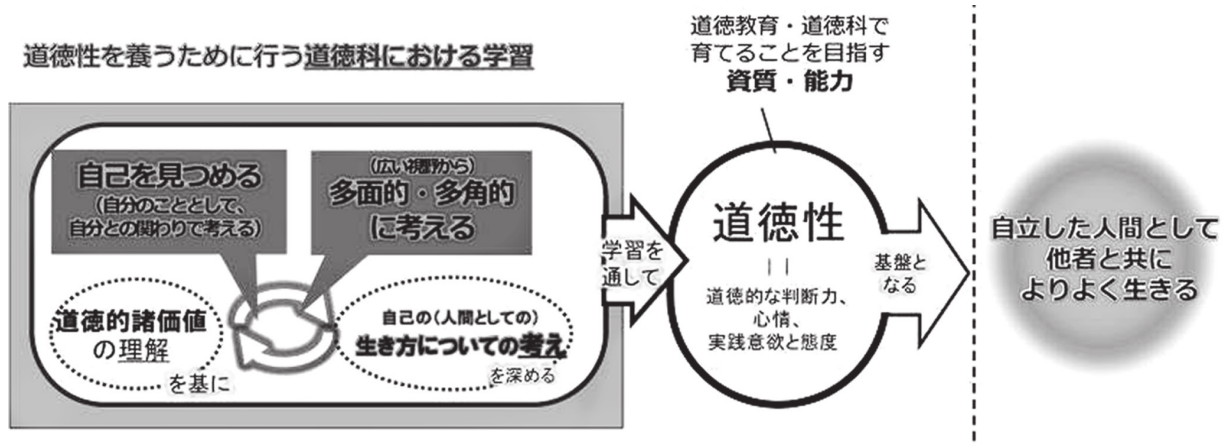 道徳性を養うために行う道徳科における学習
自己を見つめる
(自分のこととして、
自分との関わりで考える)
(広い視野から)
多面的・多角的
に考える
道徳的諸価値
の理解
を基に
自己の(人間としての)
生き方についての考え
を深める
学習を
通して
道徳教育・道徳科で
育てることを目指す
資質・能力
道徳性
||
道徳的な判断力、
心情、
実践意欲と態度
基盤と
なる
自立した人間として
他者と共に
よりよく生きる